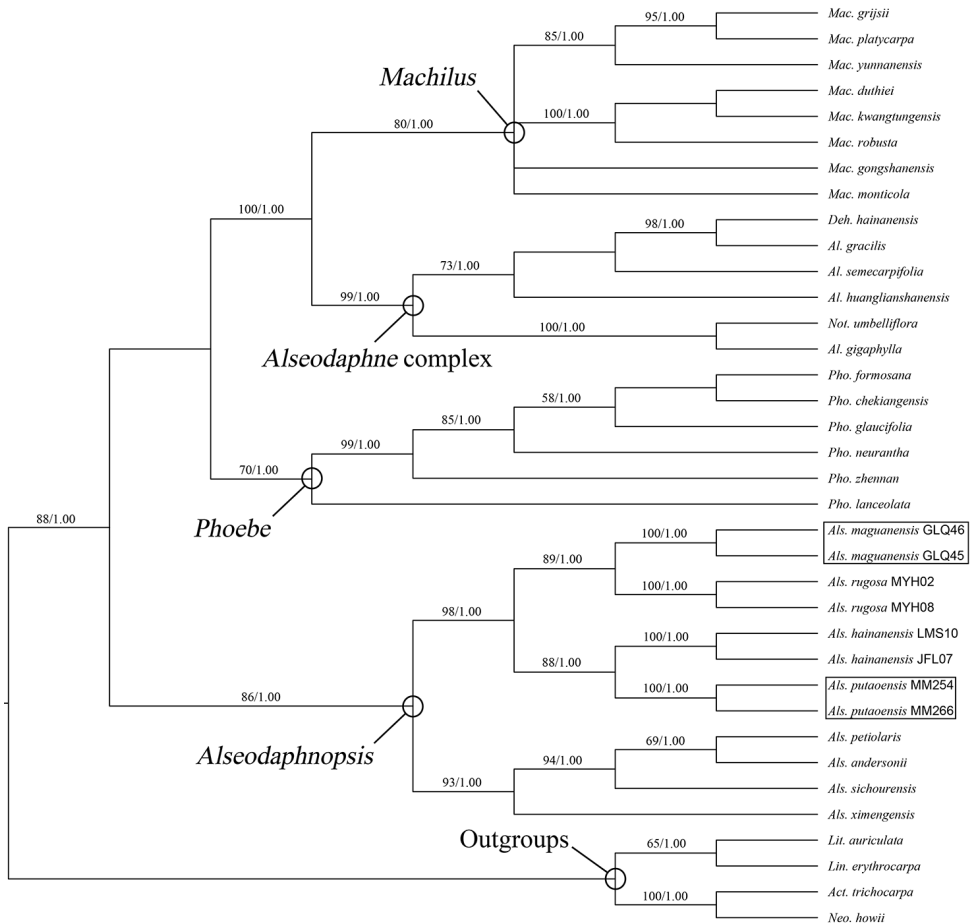 Mac. grijsii
95/1.00
Mac. platycarpa
85/1.00
Mac. yunnanensis
Machilus
Mac. duthiei
100/1.00
Mac. kwangtungensis
80/1.00
Mac. robusta
Mac. gongshanensis
Mac. monticola
100/1.00
Deh. hainanensis
98/1.00
Al. gracilis
73/1.00
Al. semecarpifolia
99/1.00
Al. huanglianshanensis
Not. umbelliflora
100/1.00
Al. gigaphylla
Alseodaphne complex
Pho. formosana
58/1.00
Pho. chekiangensis
85/1.00
Pho. glaucifolia
99/1.00
Pho. neurantha
70/1.00
Pho. zhennan
Pho. lanceolata
Phoebe
88/1.00
Als. maguanensis GLQ46
100/1.00
Als. maguanensis GLQ45
89/1.00
Als. rugosa MYH02
100/1.00
Als. rugosa MYH08
98/1.00
Als. hainanensis LMS10
100/1.00
Als. hainanensis JFL07
88/1.00
Als. putaoensis MM254
100/1.00
Als. putaoensis MM266
86/1.00
Alseodaphnopsis
Als. petiolaris
69/1.00
Als. andersonii
94/1.00
Als. sichourensis
93/1.00
Als. ximengensis
Outgroups
Lit. auriculata
65/1.00
Lin. erythrocarpa
Act. trichocarpa
100/1.00
Neo. howii